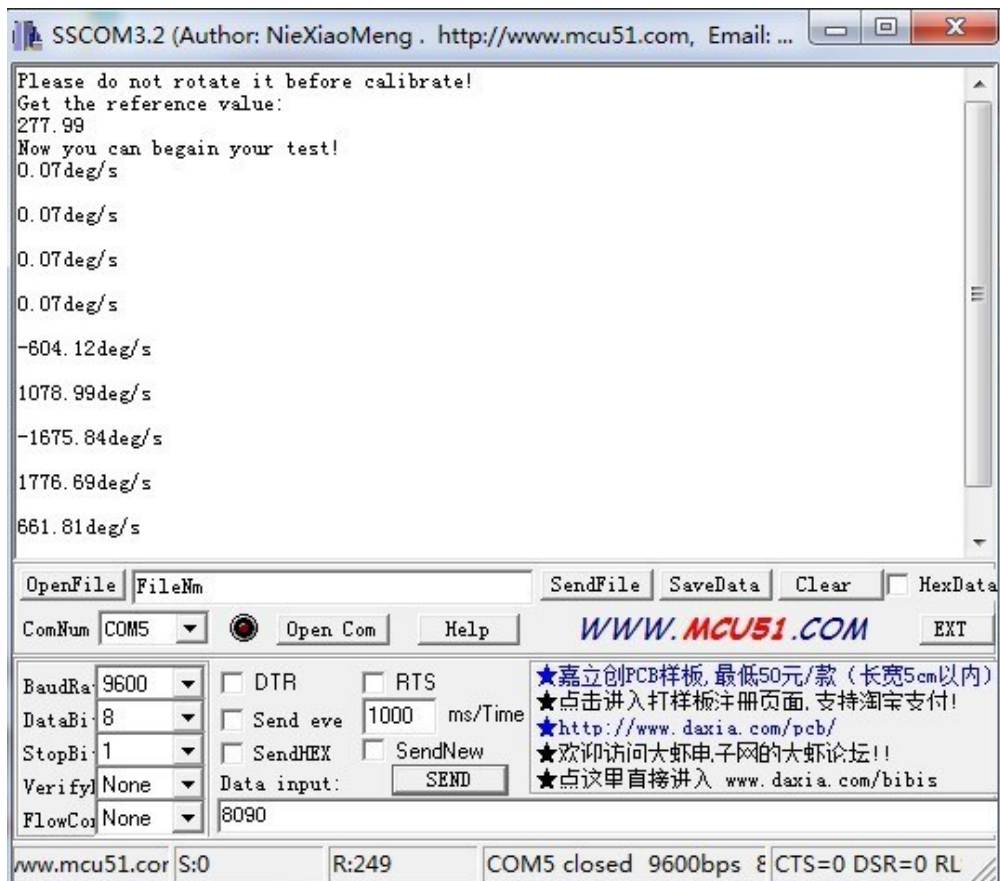 SSCOM3.2 (Author: NieXiaoMeng . http://www.mcu51.com, Email: ...
Please do not rotate it before calibrate!
Get the reference value:
277.99
Now you can begain your test!
0.07deg/s
0.07deg/s
0.07deg/s
0.07deg/s
-604.12deg/s
1078.99deg/s
-1675.84deg/s
1776.69deg/s
661.81deg/s
OpenFile FileNm SendFile SaveData Clear HexData
ComNum COM5 Open Com Help WWW.MCU51.COM EXT
BaudRa 9600 DTR RTS
DataBi 8 Send eve 1000 ms/Time
StopBi 1 SendHEX SendNew
Verify None Data input: SEND
FlowCo None 8090
★嘉立创PCB样板,最低50元/款（长宽5cm以内)
★点击进入打样板注册页面,支持淘宝支付!
★http://www.daxia.com/pcb/
★欢迎访问大虾电子网的大虾论坛!!
★点这里直接进入 www.daxia.com/bibis
www.mcu51.cor S:0 R:249 COM5 closed 9600bps 8 CTS=0 DSR=0 RL